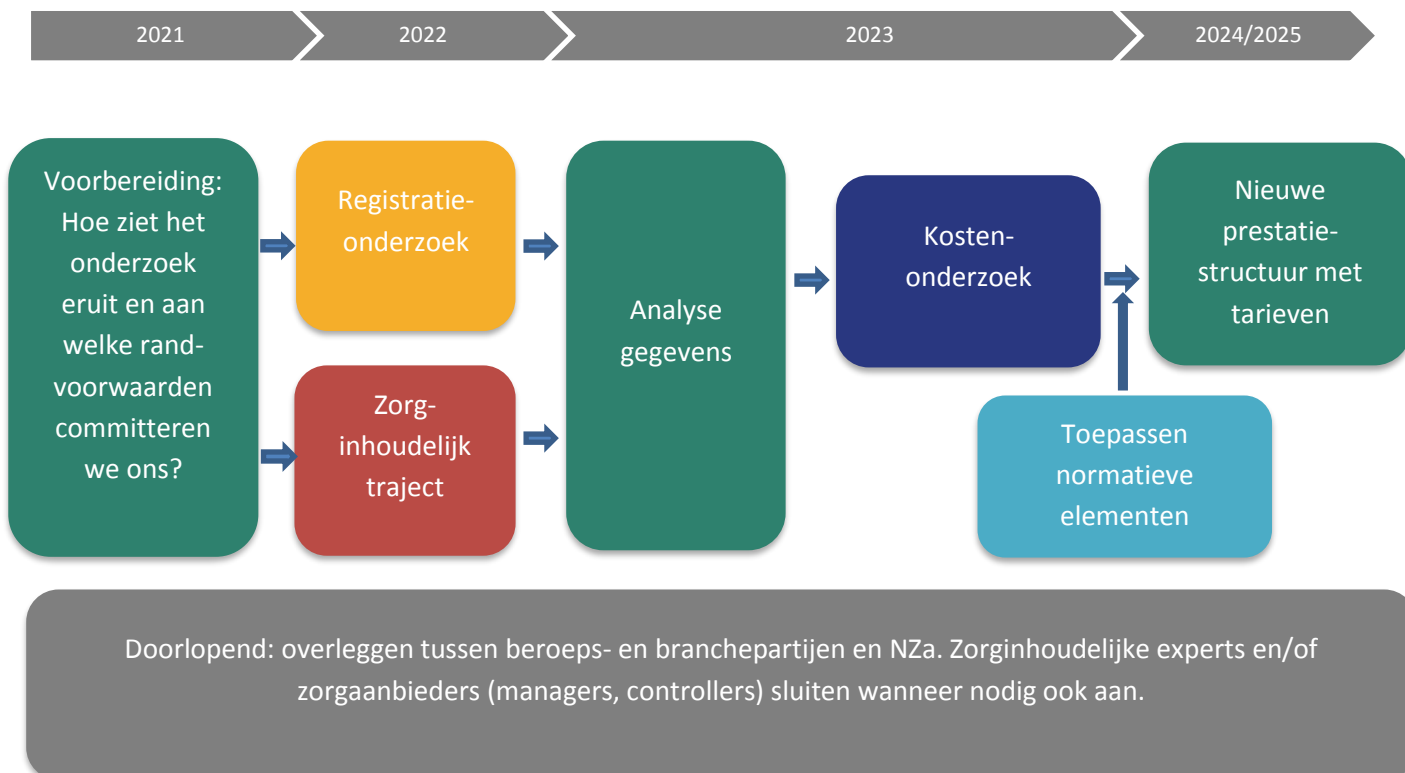 2021
2022
2023
2024/2025
Voorbereiding:
Hoe ziet het
onderzoek
eruit en aan
welke rand-
voorwaarden
committeren
we ons?
Registratie-
onderzoek
Zorg-
inhoudelijk
traject
Analyse
gegevens
Kosten-
onderzoek
Toepassen
normatieve
elementen
Nieuwe
prestatie-
structuur met
tarieven
Doorlopend: overleggen tussen beroeps- en branchepartijen en NZa. Zorginhoudelijke experts en/of
zorgaanbieders (managers, controllers) sluiten wanneer nodig ook aan.